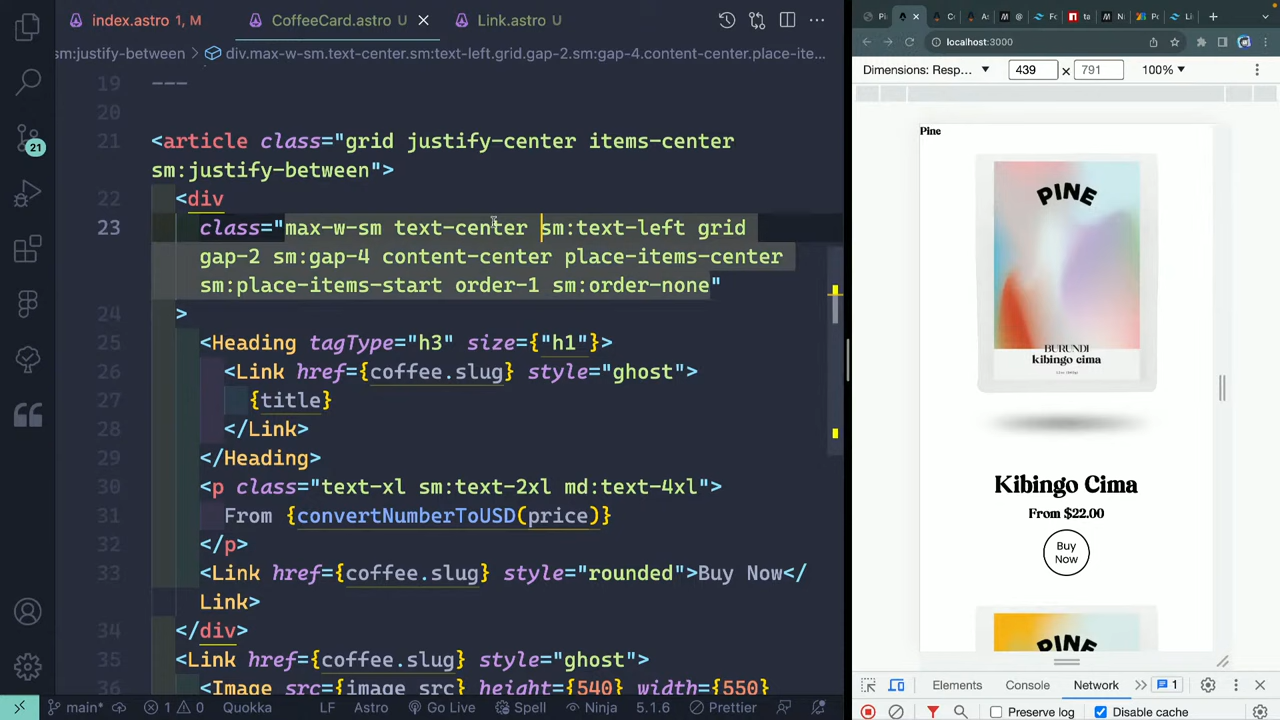 index.astro 1, M
CoffeeCard.astro U
Link.astro U
sm:justify-between > div.max-w-sm.text-center.sm:text-left.grid.gap-2.sm:gap-4.content-center.place-ite...
19 ---
20
21 <article class="grid justify-center items-center
sm:justify-between">
22 <div
23 class="max-w-sm text-center sm:text-left grid
gap-2 sm:gap-4 content-center place-items-center
sm:place-items-start order-1 sm:order-none"
24 >
25 <Heading tagType="h3" size={"h1"}>
26 <Link href={coffee.slug} style="ghost">
27 {title}
28 </Link>
29 </Heading>
30 <p class="text-xl sm:text-2xl md:text-4xl">
31 From {convertNumberToUSD(price)}
32 </p>
33 <Link href={coffee.slug} style="rounded">Buy Now</
Link>
34 </div>
35 <Link href={coffee.slug} style="ghost">
36 <Image src={image_src} height={540} width={550}
21
main* 1 0 Quokka LF Astro Go Live Spell Ninja 5.1.6 Prettier
localhost:3000
Dimensions: Resp... 439 x 791 100%
Pine
PINE
BURUNDI
kibingo cima
Kibingo Cima
From $22.00
Buy
Now
PINE
Elements Console Network 1
Preserve log Disable cache